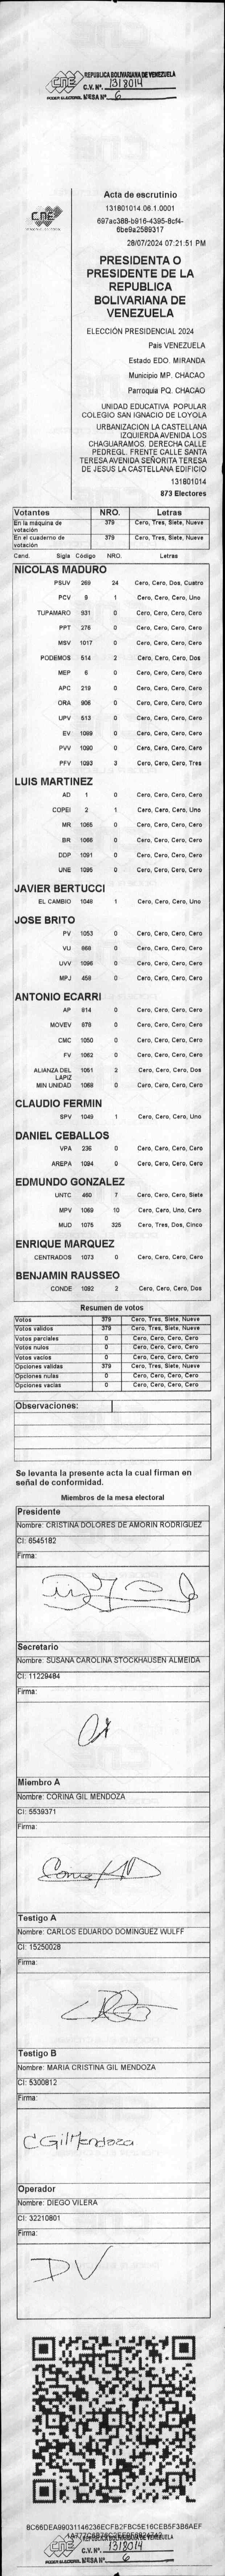 CNE
REPUBLICA BOLIVARIANA DE VENEZUELA
C.V. Nº. 1318014
PODER ELECTORAL MESA Nº 6
Acta de escrutinio
CNE
131801014.06.1.0001
697ac388-b916-4395-8cf4-
6be9a2589317
28/07/2024 07:21:51 PM
PRESIDENTA O
PRESIDENTE DE LA
REPUBLICA
BOLIVARIANA DE
VENEZUELA
ELECCIÓN PRESIDENCIAL 2024
Pais VENEZUELA
Estado EDO. MIRANDA
Municipio MP. CHACAO
Parroquia PQ. CHACAO
UNIDAD EDUCATIVA POPULAR
COLEGIO SAN IGNACIO DE LOYOLA
URBANIZACION LA CASTELLANA
IZQUIERDA AVENIDA LOS
CHAGUARAMOS. DERECHA CALLE
PEDREGL. FRENTE CALLE SANTA
TERESA AVENIDA SEÑORITA TERESA
DE JESUS LA CASTELLANA EDIFICIO
131801014
873 Electores
Votantes NRO. Letras
En la máquina de votación 379 Cero, Tres, Siete, Nueve
En el cuaderno de votación 379 Cero, Tres, Siete, Nueve
Cand. Sigla Código NRO. Letras
NICOLAS MADURO
PSUV 269 24 Cero, Cero, Dos, Cuatro
PCV 9 1 Cero, Cero, Cero, Uno
TUPAMARO 931 0 Cero, Cero, Cero, Cero
PPT 276 0 Cero, Cero, Cero, Cero
MSV 1017 0 Cero, Cero, Cero, Cero
PODEMOS 514 2 Cero, Cero, Cero, Dos
MEP 6 0 Cero, Cero, Cero, Cero
APC 219 0 Cero, Cero, Cero, Cero
ORA 906 0 Cero, Cero, Cero, Cero
UPV 613 0 Cero, Cero, Cero, Cero
EV 1089 0 Cero, Cero, Cero, Cero
PVV 1090 0 Cero, Cero, Cero, Cero
PFV 1093 3 Cero, Cero, Cero, Tres
LUIS MARTINEZ
AD 1 0 Cero, Cero, Cero, Cero
COPEI 2 1 Cero, Cero, Cero, Uno
MR 1065 0 Cero, Cero, Cero, Cero
BR 1066 0 Cero, Cero, Cero, Cero
DDP 1091 0 Cero, Cero, Cero, Cero
UNE 1095 0 Cero, Cero, Cero, Cero
JAVIER BERTUCCI
EL CAMBIO 1048 1 Cero, Cero, Cero, Uno
JOSE BRITO
PV 1053 0 Cero, Cero, Cero, Cero
VU 868 0 Cero, Cero, Cero, Cero
UVV 1096 0 Cero, Cero, Cero, Cero
MPJ 458 0 Cero, Cero, Cero, Cero
ANTONIO ECARRI
AP 814 0 Cero, Cero, Cero, Cero
MOVEV 878 0 Cero, Cero, Cero, Cero
CMC 1050 0 Cero, Cero, Cero, Cero
FV 1062 0 Cero, Cero, Cero, Cero
ALIANZA DEL LAPIZ 1051 2 Cero, Cero, Cero, Dos
MIN UNIDAD 1068 0 Cero, Cero, Cero, Cero
CLAUDIO FERMIN
SPV 1049 1 Cero, Cero, Cero, Uno
DANIEL CEBALLOS
VPA 236 0 Cero, Cero, Cero, Cero
AREPA 1094 0 Cero, Cero, Cero, Cero
EDMUNDO GONZALEZ
UNTC 460 7 Cero, Cero, Cero, Siete
MPV 1069 10 Cero, Cero, Uno, Cero
MUD 1075 325 Cero, Tres, Dos, Cinco
ENRIQUE MARQUEZ
CENTRADOS 1073 0 Cero, Cero, Cero, Cero
BENJAMIN RAUSSEO
CONDE 1092 2 Cero, Cero, Cero, Dos
Resumen de votos
Votos 379 Cero, Tres, Siete, Nueve
Votos validos 379 Cero, Tres, Siete, Nueve
Votos parciales 0 Cero, Cero, Cero, Cero
Votos nulos 0 Cero, Cero, Cero, Cero
Votos vacios 0 Cero, Cero, Cero, Cero
Opciones validas 379 Cero, Tres, Siete, Nueve
Opciones nulas 0 Cero, Cero, Cero, Cero
Opciones vacias 0 Cero, Cero, Cero, Cero
Observaciones:
Se levanta la presente acta la cual firman en
señal de conformidad.
Miembros de la mesa electoral
Presidente
Nombre: CRISTINA DOLORES DE AMORIN RODRIGUEZ
CI: 6545182
Firma:
Secretario
Nombre: SUSANA CAROLINA STOCKHAUSEN ALMEIDA
CI: 11229484
Firma:
Miembro A
Nombre: CORINA GIL MENDOZA
CI: 5539371
Firma:
Testigo A
Nombre: CARLOS EDUARDO DOMINGUEZ WULFF
CI: 15250028
Firma:
Testigo B
Nombre: MARIA CRISTINA GIL MENDOZA
CI: 5300812
Firma:
CGilMendoza
Operador
Nombre: DIEGO VILERA
CI: 32210801
Firma:
DV
8C66DEA99031146236ECFB2FBC5E16CEB5F3B6AEF
CNE
REPUBLICA BOLIVARIANA DE VENEZUELA
C.V. Nº. 1318014
PODER ELECTORAL MESA Nº 6